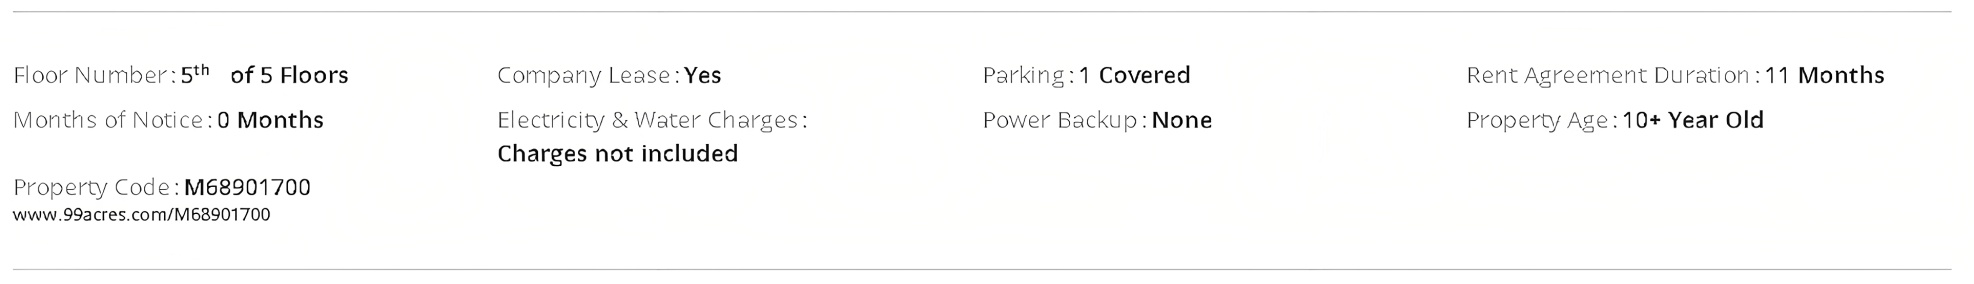 Floor Number : 5th of 5 Floors
Company Lease : Yes
Parking : 1 Covered
Rent Agreement Duration : 11 Months
Months of Notice : 0 Months
Electricity & Water Charges :
Charges not included
Power Backup : None
Property Age : 10+ Year Old
Property Code : M68901700
www.99acres.com/M68901700